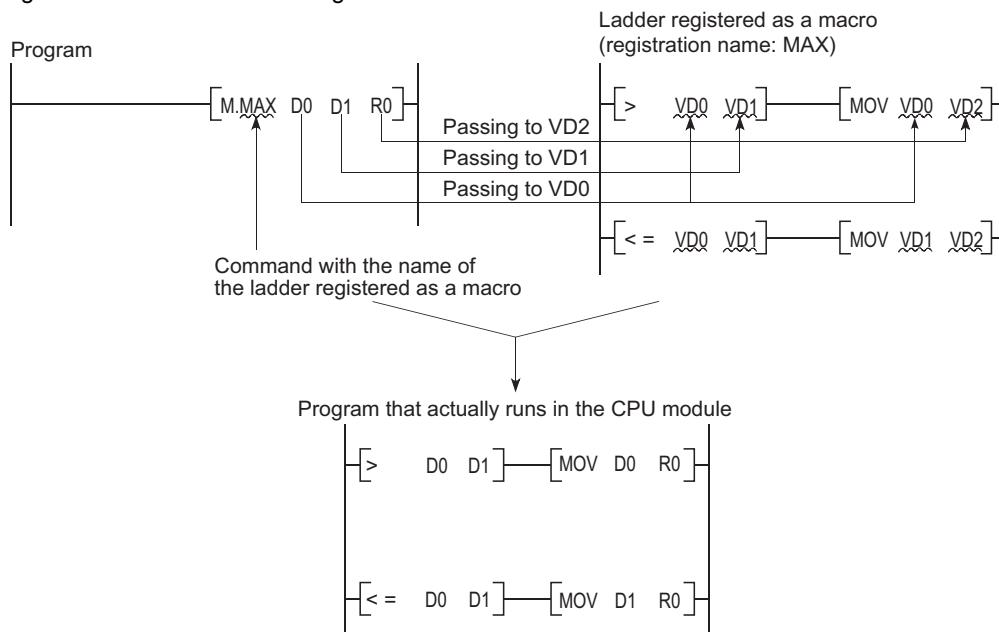 Ladder registered as a macro
(registration name: MAX)
Program
M.MAX D0 D1 R0
> VD0 VD1 MOV VD0 VD2
Passing to VD2
Passing to VD1
Passing to VD0
< = VD0 VD1 MOV VD1 VD2
Command with the name of
the ladder registered as a macro
Program that actually runs in the CPU module
> D0 D1 MOV D0 R0
< = D0 D1 MOV D1 R0